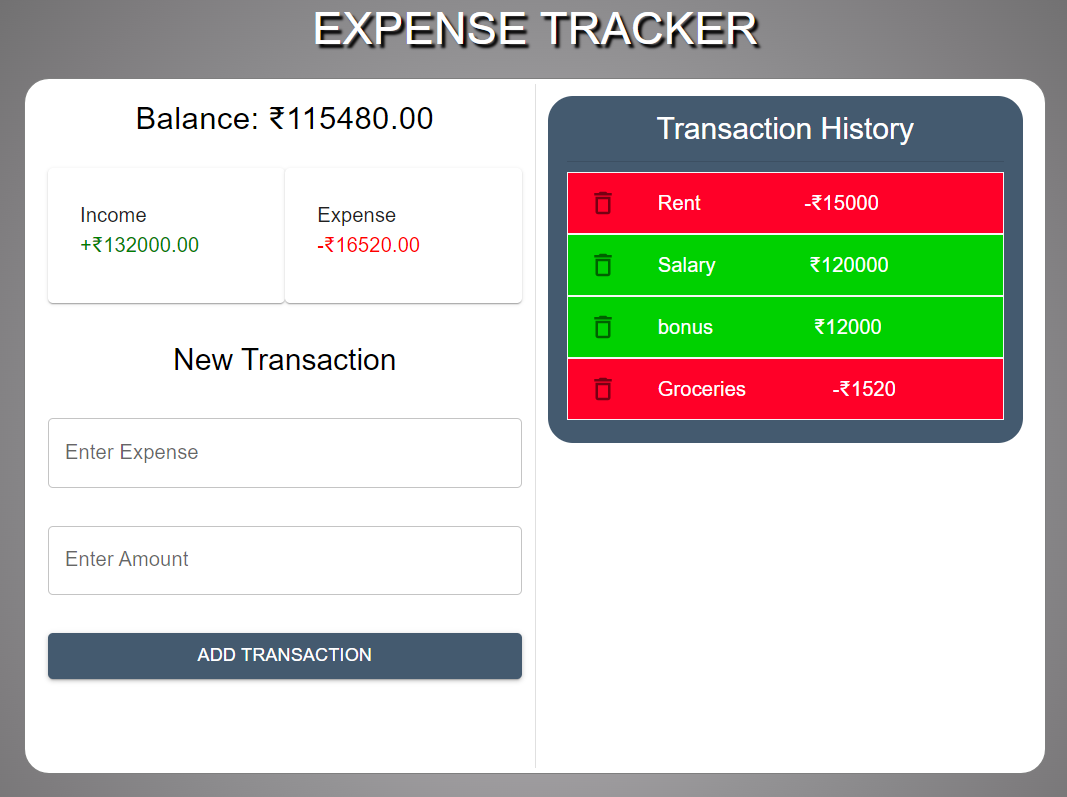 EXPENSE TRACKER
Balance: ₹115480.00
Income
+₹132000.00
Expense
-₹16520.00
New Transaction
Enter Expense
Enter Amount
ADD TRANSACTION
Transaction History
Rent -₹15000
Salary ₹120000
bonus ₹12000
Groceries -₹1520